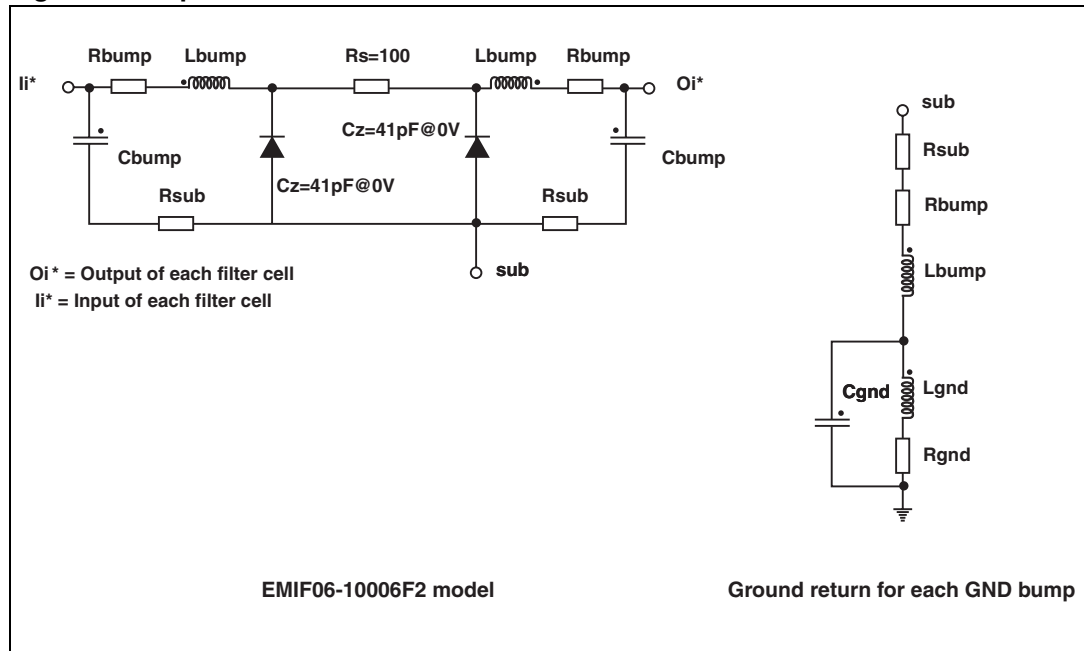 Rbump Lbump Rs=100 Lbump Rbump
Ii* Oi*
Cz=41pF@0V
Cbump Cbump
Cz=41pF@0V
Rsub Rsub
sub
Oi* = Output of each filter cell
Ii* = Input of each filter cell
sub
Rsub
Rbump
Lbump
Cgnd Lgnd
Rgnd
EMIF06-10006F2 model
Ground return for each GND bump